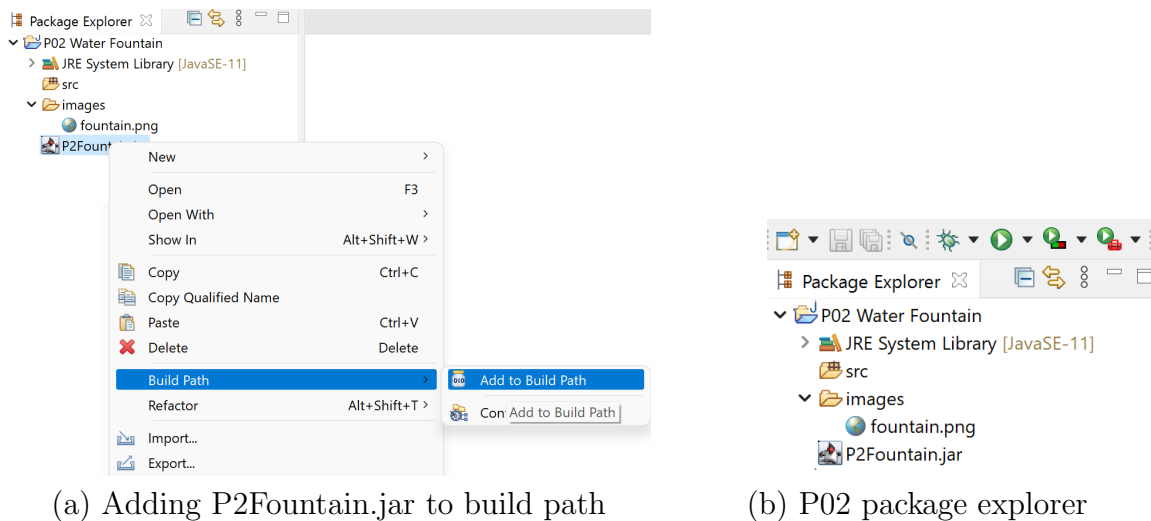 Package Explorer
P02 Water Fountain
JRE System Library [JavaSE-11]
src
images
fountain.png
P2Fount
New
Open F3
Open With
Show In Alt+Shift+W
Copy Ctrl+C
Copy Qualified Name
Paste Ctrl+V
Delete Delete
Build Path
Add to Build Path
Refactor Alt+Shift+T
Con
Add to Build Path
Import...
Export...
(a) Adding P2Fountain.jar to build path
Package Explorer
P02 Water Fountain
JRE System Library [JavaSE-11]
src
images
fountain.png
P2Fountain.jar
(b) P02 package explorer